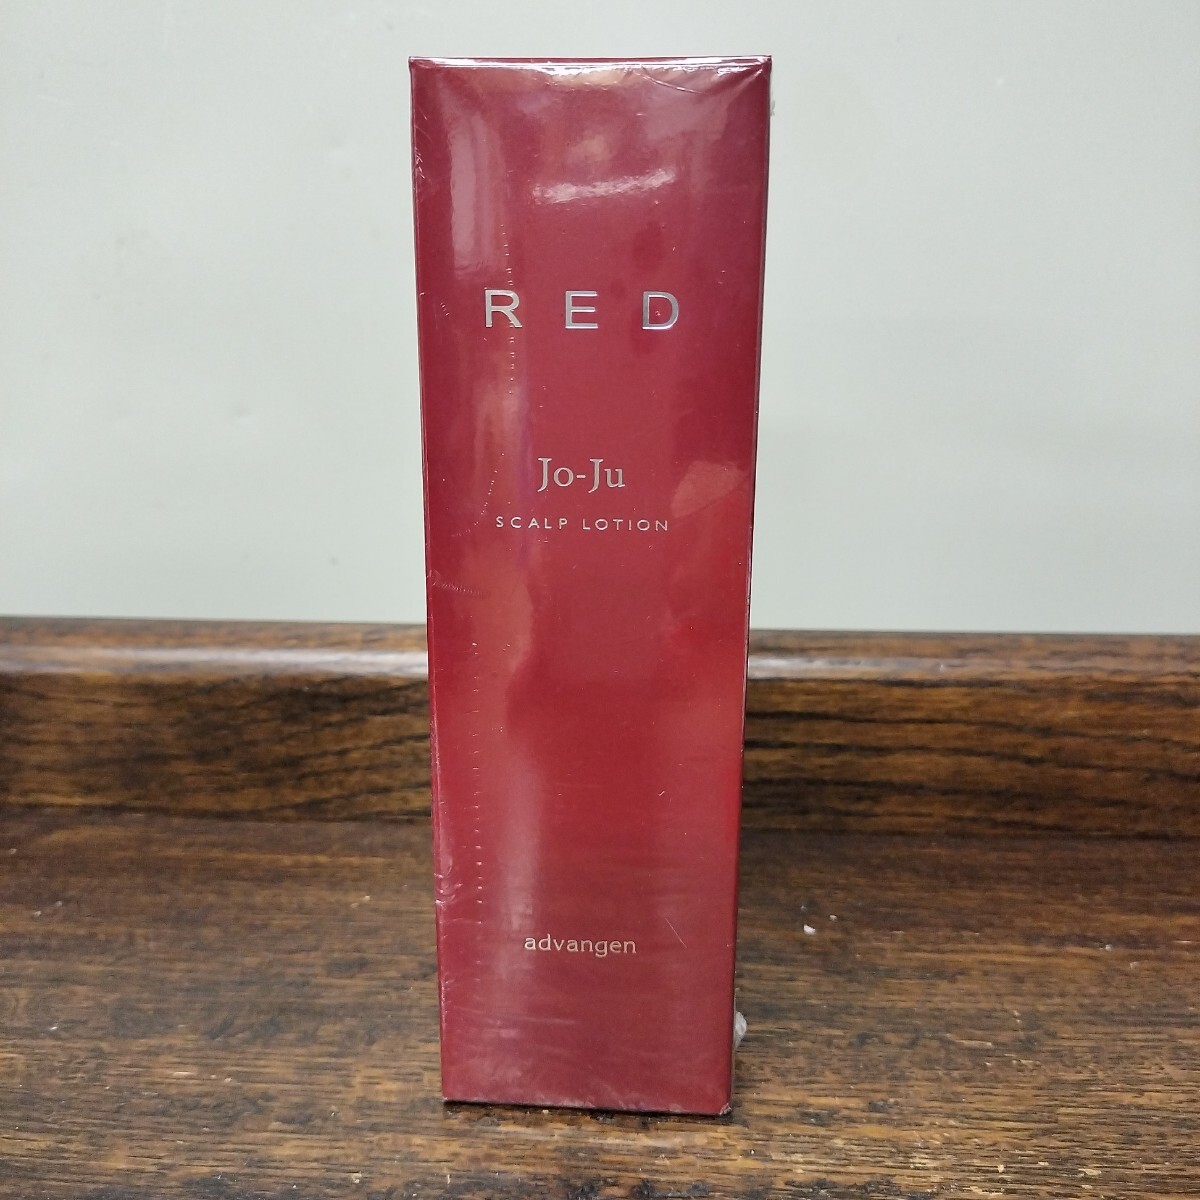 RED
Jo-Ju
SCALP LOTION
advangen